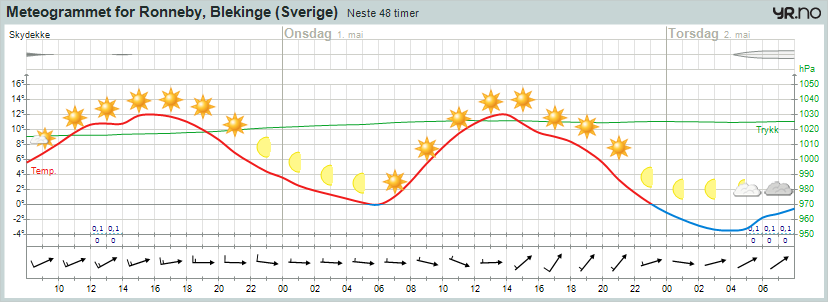 Meteogrammet for Ronneby, Blekinge (Sverige) Neste 48 timer yr.no
Skydekke Onsdag 1. mai Torsdag 2. mai
hPa
16° 1050
14° 1040
12° 1030
10° 1020
8° 1010
6° 1000
4° 990
2° 980
0° 970
-2° 960
-4° 950
Trykk
Temp.
0,1 0,1 0,1 0,1 0,1
0 0 0 0 0
10 12 14 16 18 20 22 00 02 04 06 08 10 12 14 16 18 20 22 00 02 04 06